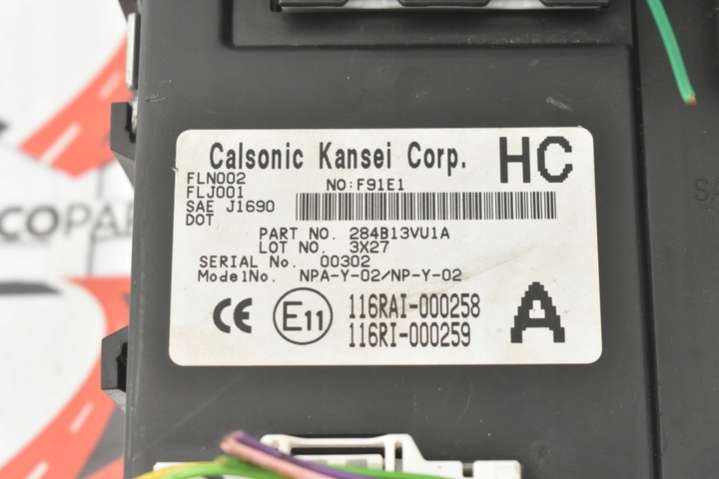 Calsonic Kansei Corp. HC
FLN002
FLJ001
SAE J1690
DOT
NO:F91E1
PART NO. 284B13VU1A
LOT NO. 3X27
SERIAL No. 00302
ModelNo. NPA-Y-02/NP-Y-02
CE E11 116RAI-000258
116RI-000259
A
COPAR